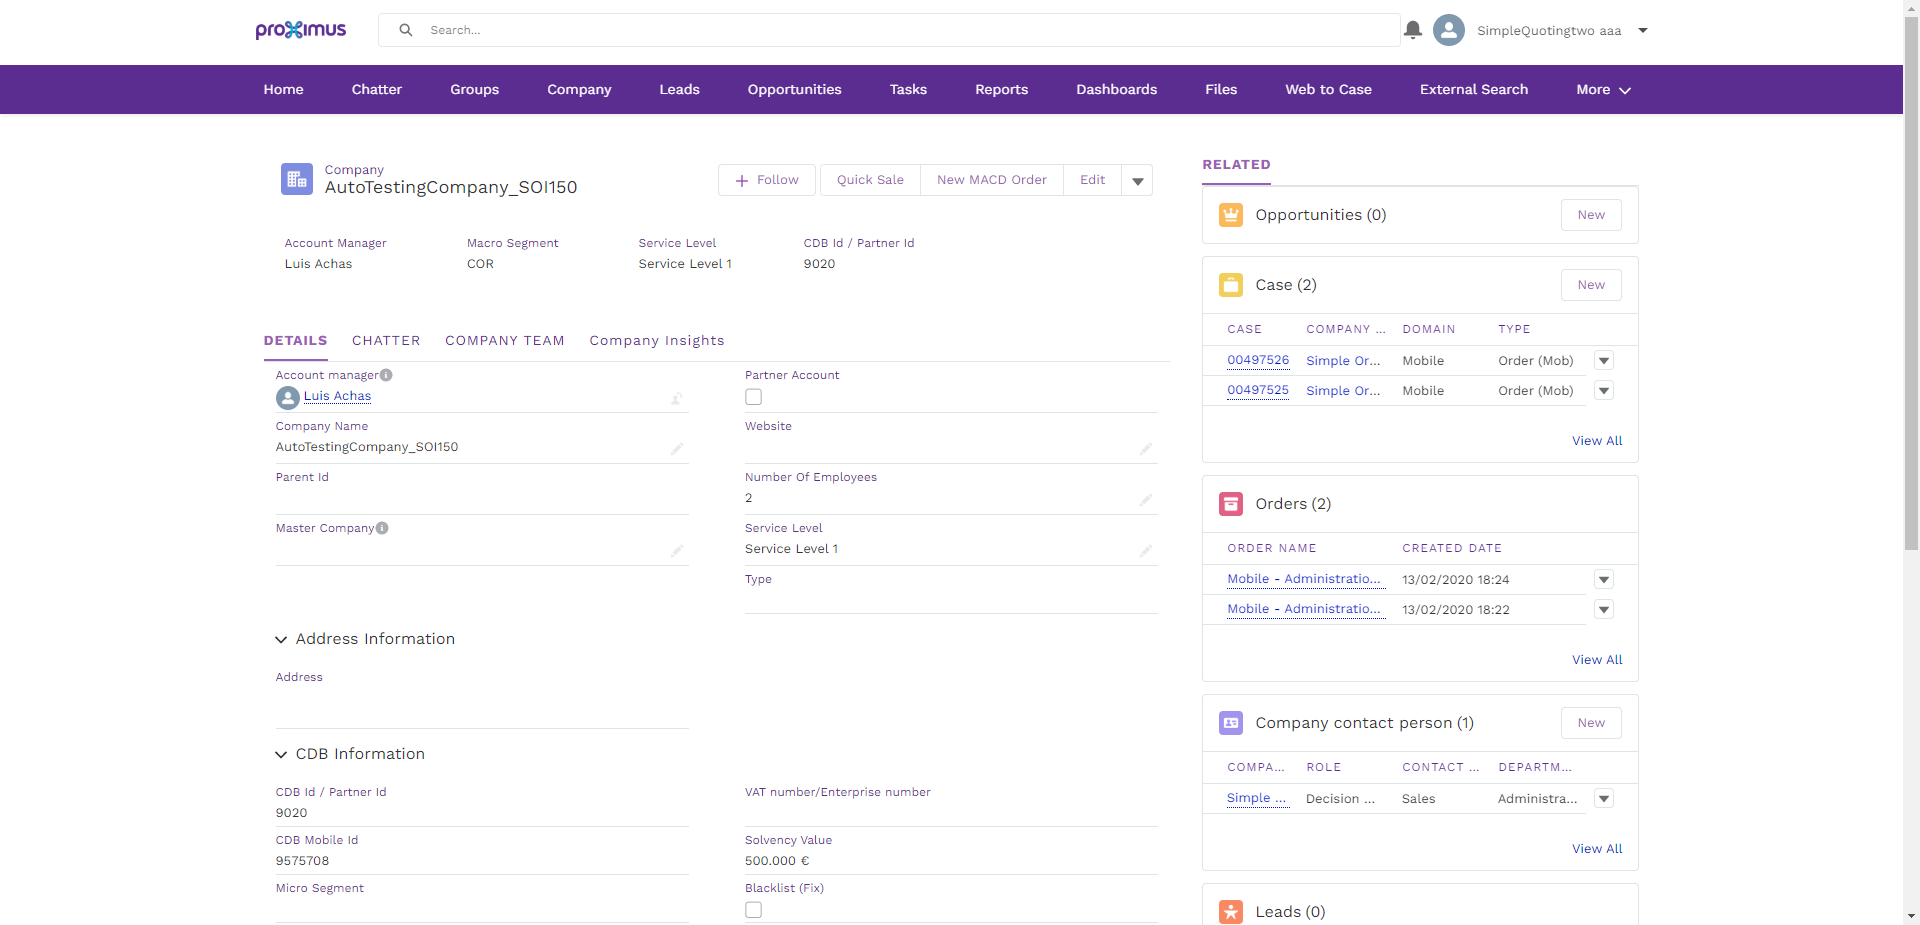 proximus
Search...
SimpleQuotingtwo aaa
Home Chatter Groups Company Leads Opportunities Tasks Reports Dashboards Files Web to Case External Search More
Company
AutoTestingCompany_SOI150
Follow Quick Sale New MACD Order Edit
Account Manager Macro Segment Service Level CDB Id / Partner Id
Luis Achas COR Service Level 1 9020
DETAILS CHATTER COMPANY TEAM Company Insights
Account manager Partner Account
Luis Achas
Company Name Website
AutoTestingCompany_SOI150
Parent Id Number Of Employees
2
Master Company Service Level
Service Level 1
Type
Address Information
Address
CDB Information
CDB Id / Partner Id VAT number/Enterprise number
9020
CDB Mobile Id Solvency Value
9575708 500.000 €
Micro Segment Blacklist (Fix)
RELATED
Opportunities (0) New
Case (2) New
CASE COMPANY ... DOMAIN TYPE
00497526 Simple Or... Mobile Order (Mob)
00497525 Simple Or... Mobile Order (Mob)
View All
Orders (2)
ORDER NAME CREATED DATE
Mobile - Administratio... 13/02/2020 18:24
Mobile - Administratio... 13/02/2020 18:22
View All
Company contact person (1) New
COMPA... ROLE CONTACT ... DEPARTM...
Simple ... Decision ... Sales Administra...
View All
Leads (0)